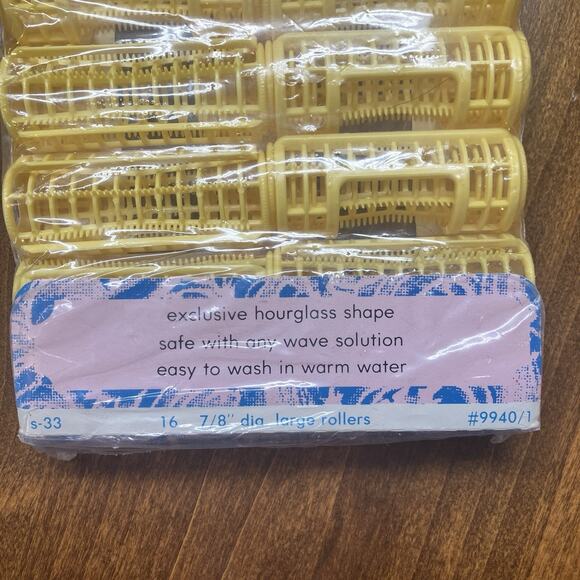 exclusive hourglass shape
safe with any wave solution
easy to wash in warm water
s-33 16 7/8" dia. large rollers #9940/1